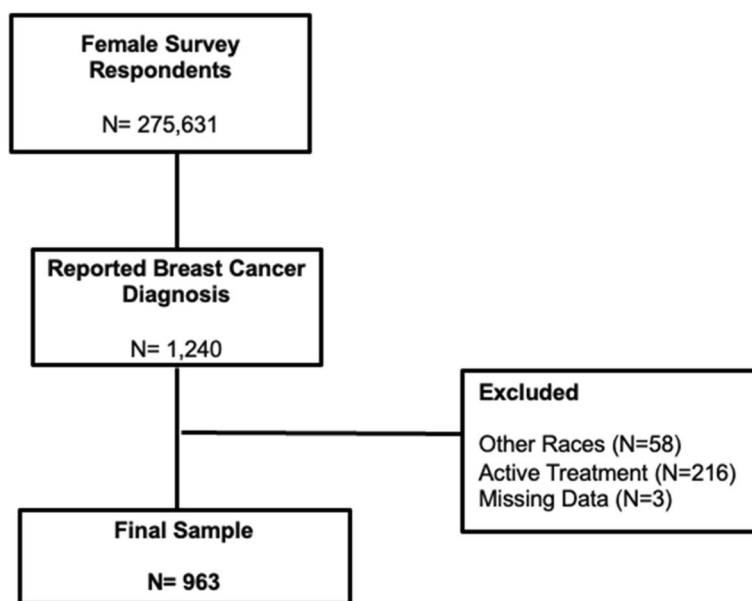 Female Survey
Respondents
N= 275,631
Reported Breast Cancer
Diagnosis
N= 1,240
Excluded
Other Races (N=58)
Active Treatment (N=216)
Missing Data (N=3)
Final Sample
N= 963